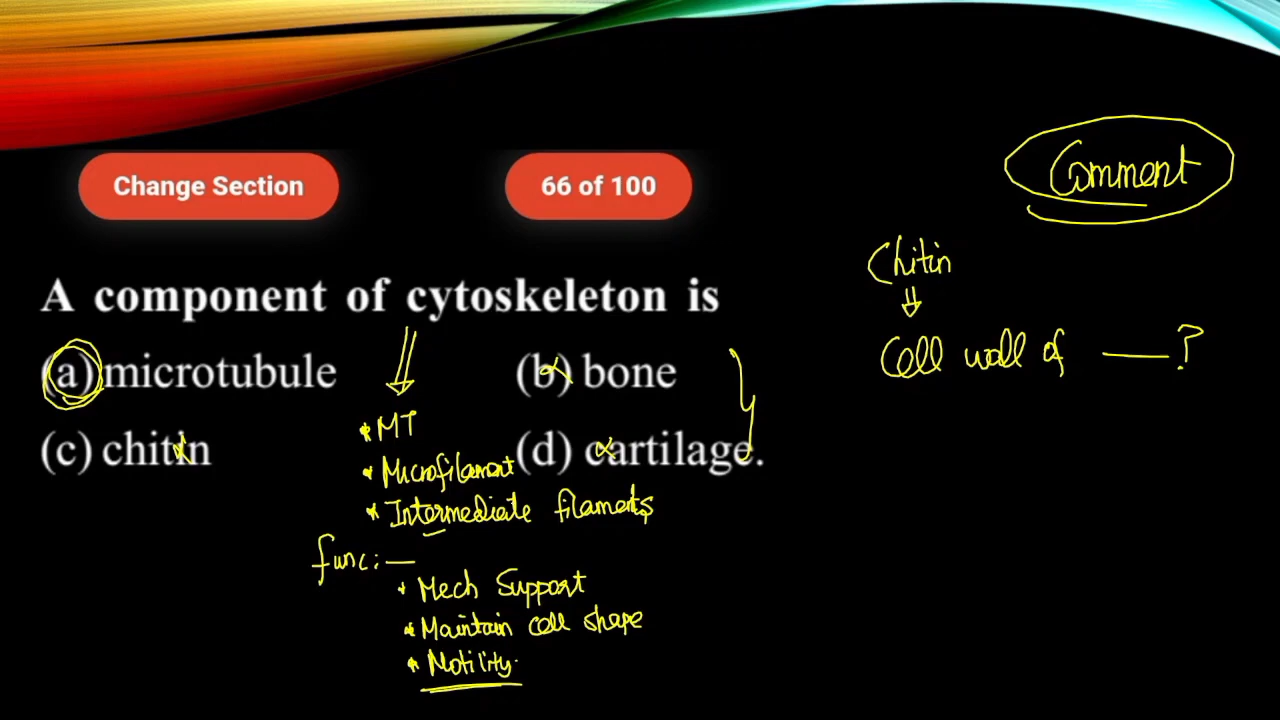 Change Section
66 of 100
Comment
A component of cytoskeleton is
(a) microtubule
(b) bone
(c) chitin
(d) cartilage.
* MT
* Microfilament
* Intermediate filaments
func:—
* Mech Support
* Maintain cell shape
* Motility.
Chitin
Cell wall of ——?